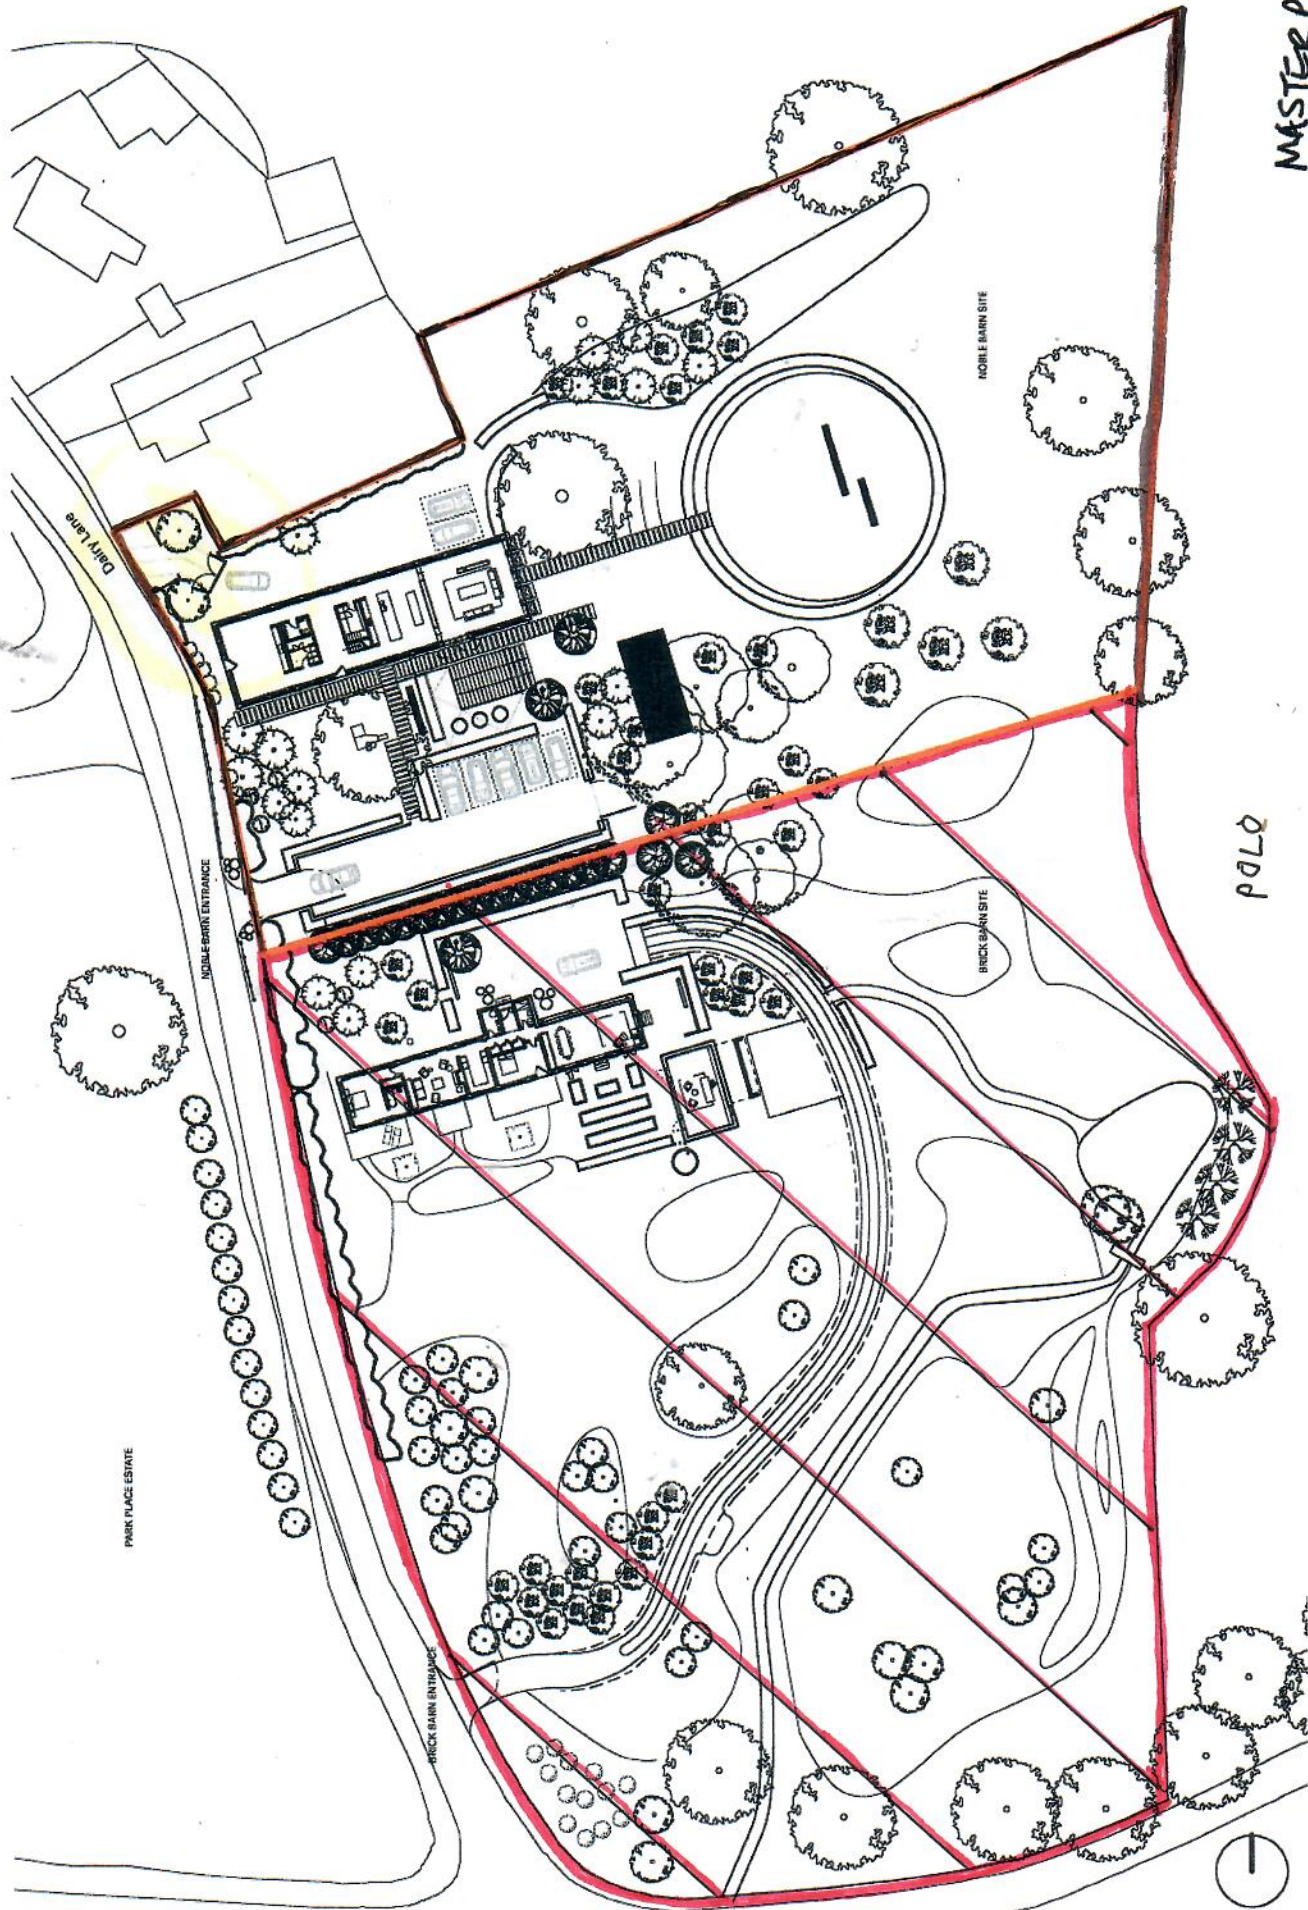 MASTER P
Dairy Lane
NOBLE BARN SITE
NOBLE BARN ENTRANCE
BRICK BARN SITE
POLO
PARK PLACE ESTATE
BRICK BARN ENTRANCE